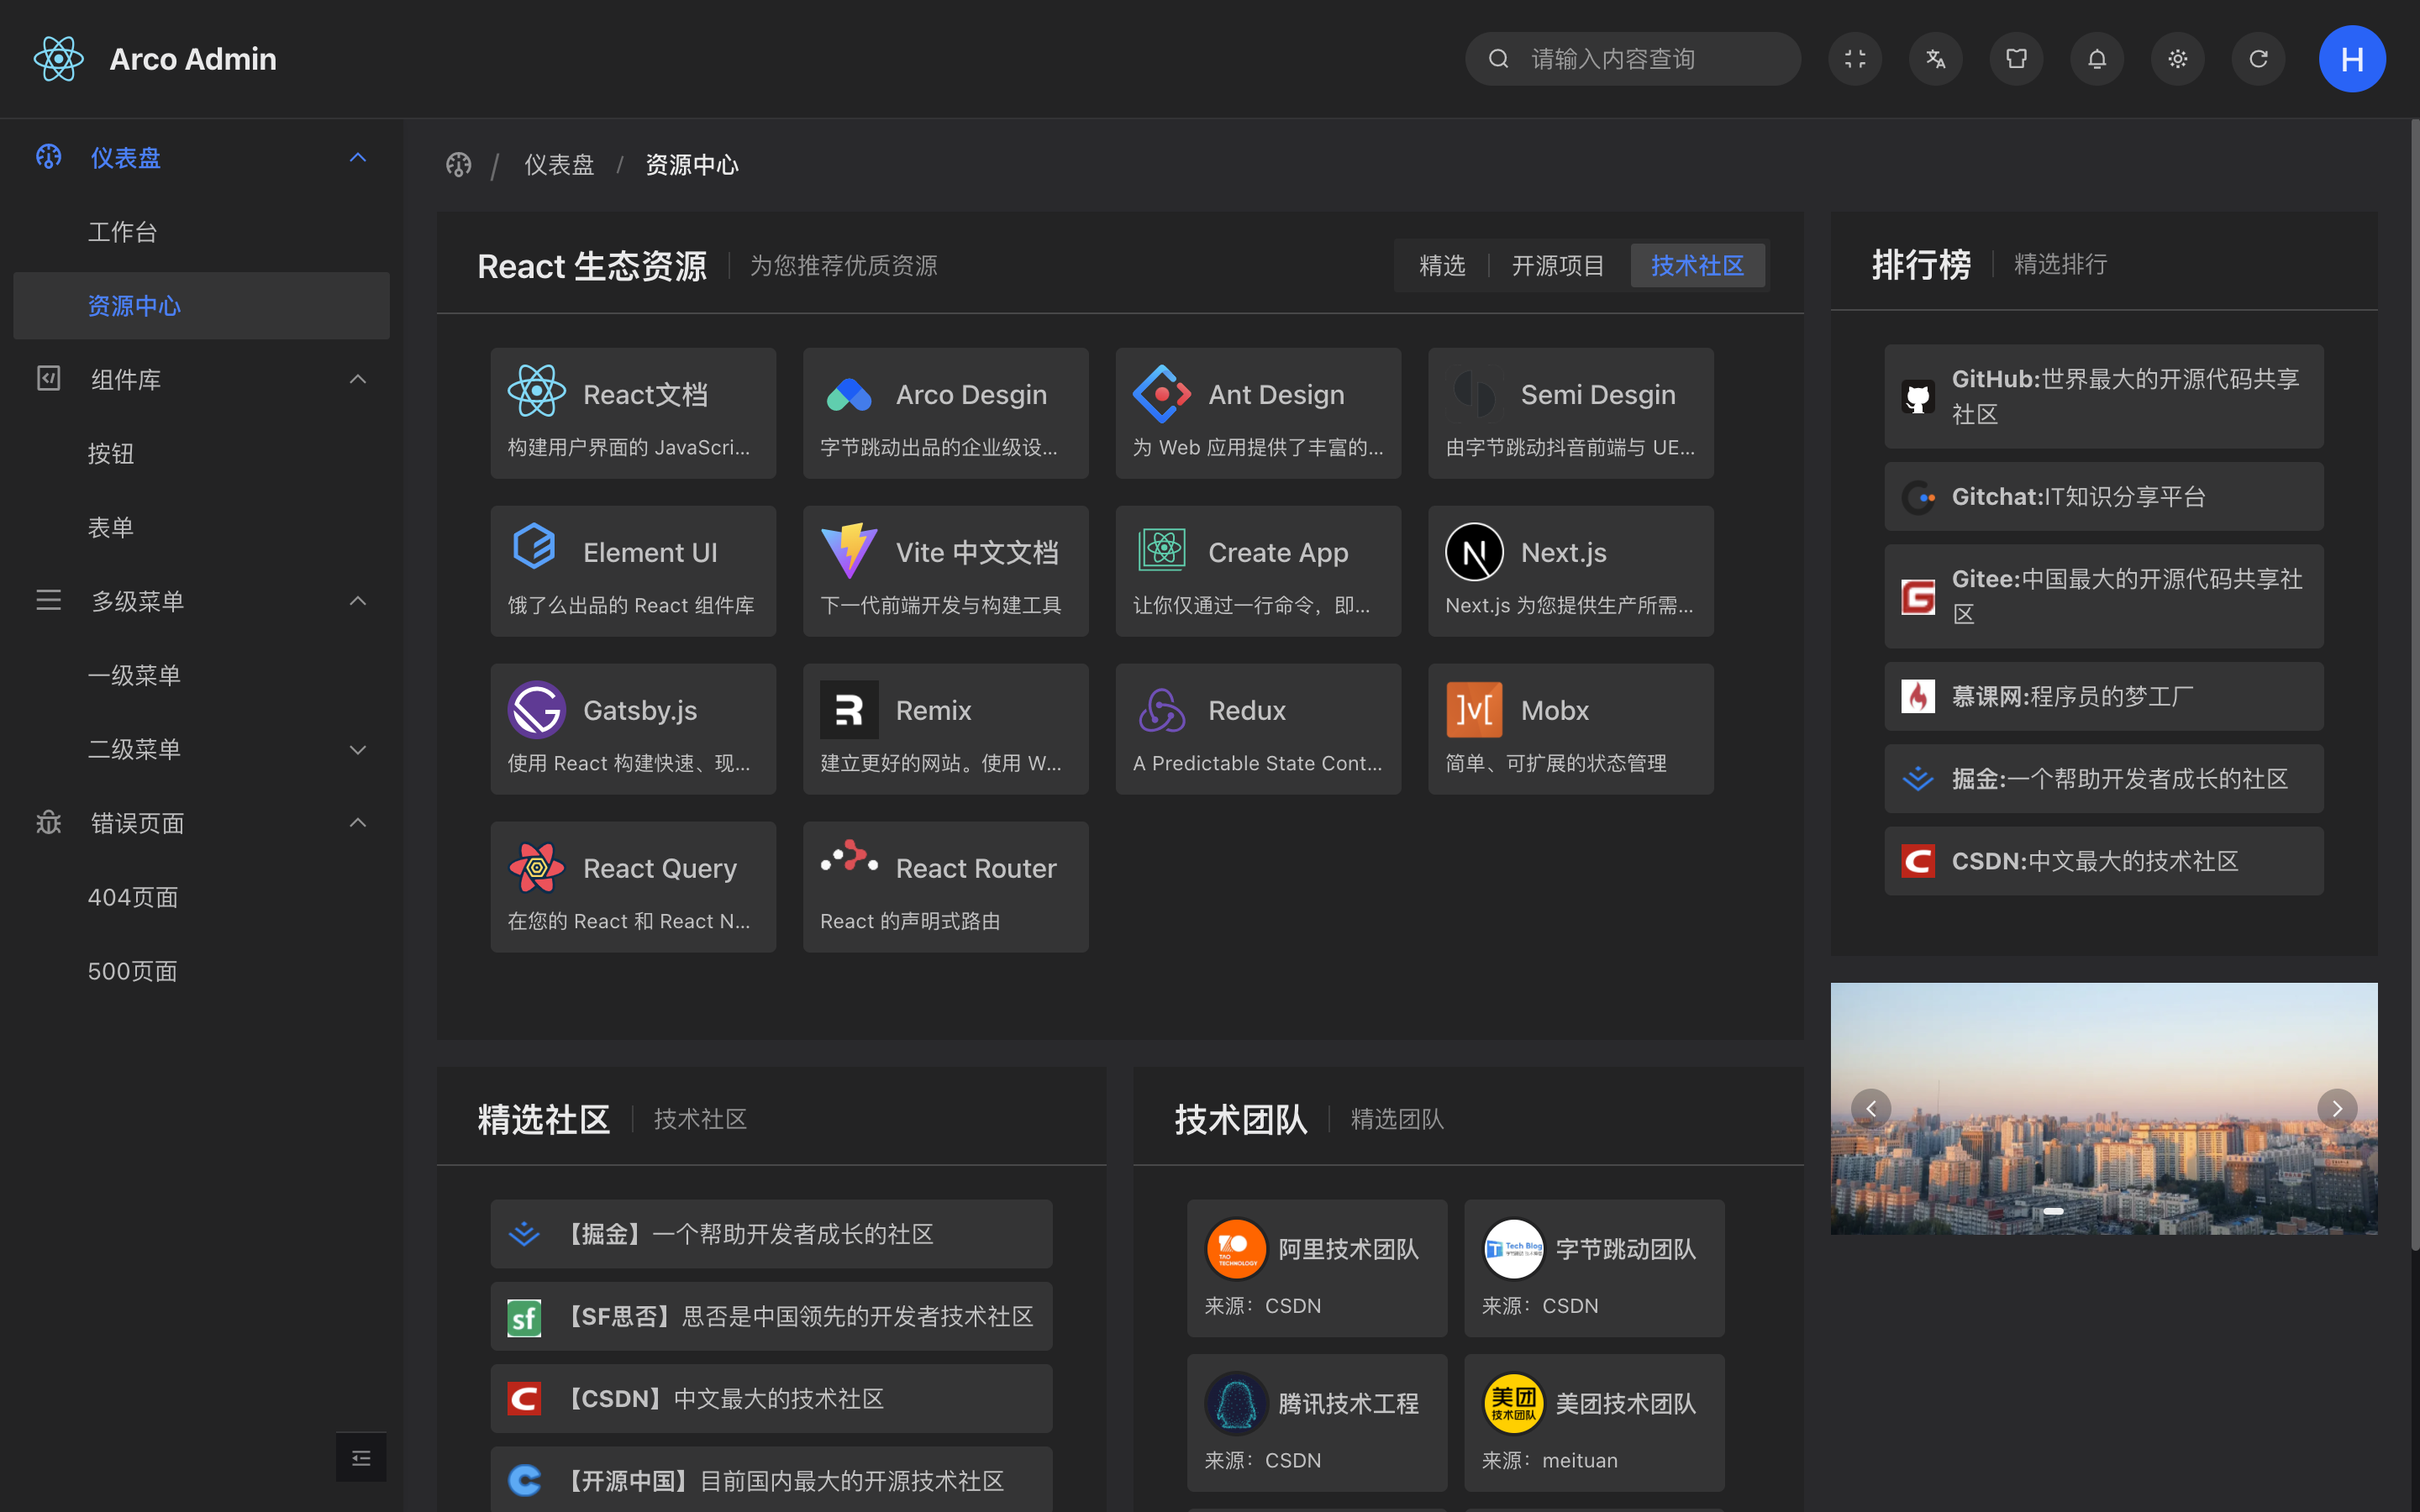 Arco Admin
请输入内容查询
H
仪表盘
工作台
资源中心
组件库
按钮
表单
多级菜单
一级菜单
二级菜单
错误页面
404页面
500页面
/ 仪表盘 / 资源中心
React 生态资源
为您推荐优质资源
精选
开源项目
技术社区
React文档
构建用户界面的 JavaScri...
Arco Desgin
字节跳动出品的企业级设...
Ant Design
为 Web 应用提供了丰富的...
Semi Desgin
由字节跳动抖音前端与 UE...
Element UI
饿了么出品的 React 组件库
Vite 中文文档
下一代前端开发与构建工具
Create App
让你仅通过一行命令，即...
Next.js
Next.js 为您提供生产所需...
Gatsby.js
使用 React 构建快速、现...
Remix
建立更好的网站。使用 W...
Redux
A Predictable State Cont...
Mobx
简单、可扩展的状态管理
React Query
在您的 React 和 React N...
React Router
React 的声明式路由
排行榜
精选排行
GitHub:世界最大的开源代码共享
社区
Gitchat:IT知识分享平台
Gitee:中国最大的开源代码共享社
区
慕课网:程序员的梦工厂
掘金:一个帮助开发者成长的社区
CSDN:中文最大的技术社区
精选社区
技术社区
【掘金】一个帮助开发者成长的社区
sf
【SF思否】思否是中国领先的开发者技术社区
【CSDN】中文最大的技术社区
【开源中国】目前国内最大的开源技术社区
技术团队
精选团队
TAO
TECHNOLOGY
阿里技术团队
来源：CSDN
Tech Blog
字节跳动团队
来源：CSDN
腾讯技术工程
来源：CSDN
美团
技术团队
美团技术团队
来源：meituan